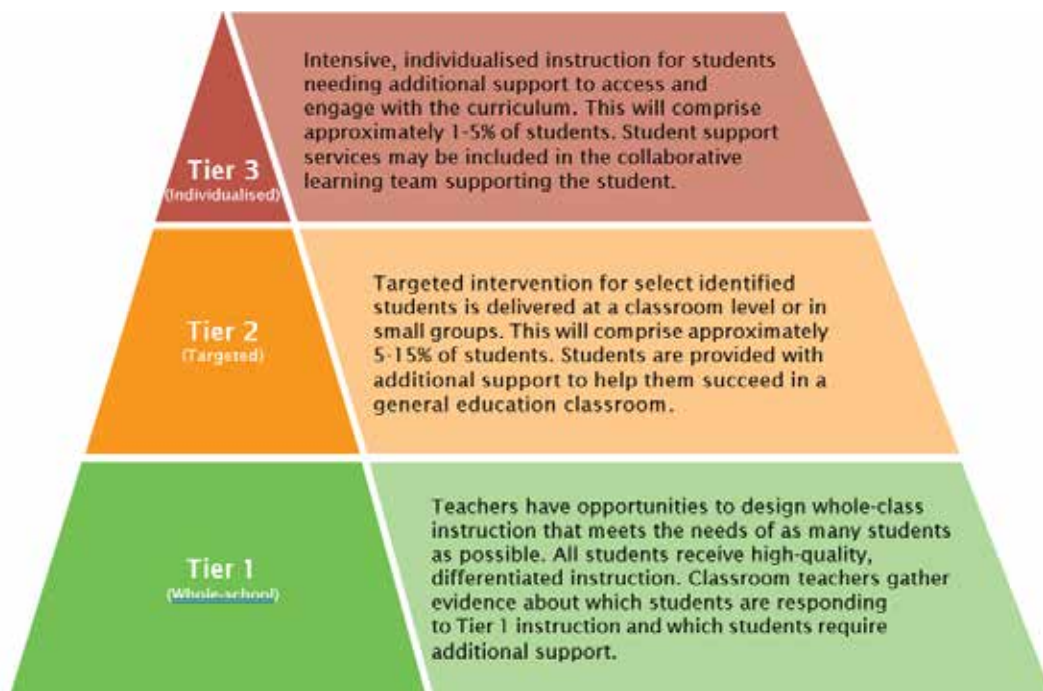 Tier 3
(Individualised)
Intensive, individualised instruction for students
needing additional support to access and
engage with the curriculum. This will comprise
approximately 1-5% of students. Student support
services may be included in the collaborative
learning team supporting the student.
Tier 2
(Targeted)
Targeted intervention for select identified
students is delivered at a classroom level or in
small groups. This will comprise approximately
5-15% of students. Students are provided with
additional support to help them succeed in a
general education classroom.
Tier 1
(Whole-school)
Teachers have opportunities to design whole-class
instruction that meets the needs of as many students
as possible. All students receive high-quality,
differentiated instruction. Classroom teachers gather
evidence about which students are responding
to Tier 1 instruction and which students require
additional support.